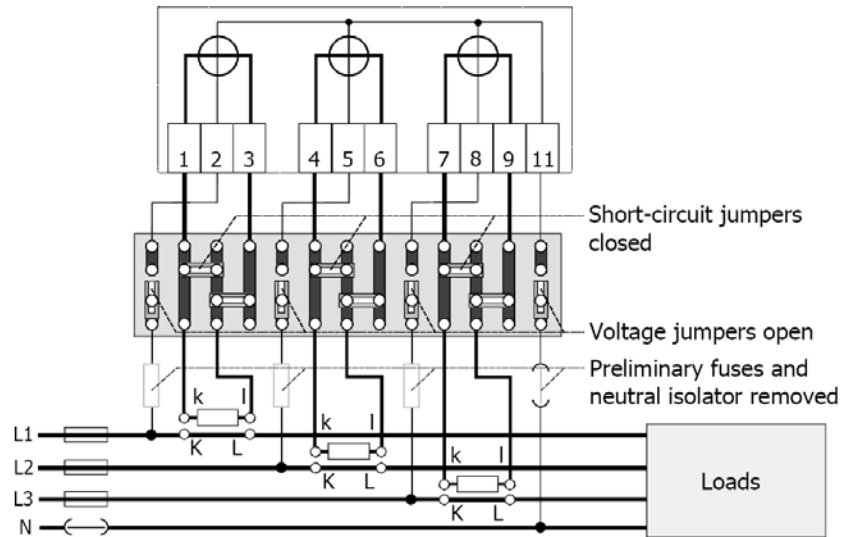 1 2 3 4 5 6 7 8 9 11
Short-circuit jumpers
closed
Voltage jumpers open
Preliminary fuses and
neutral isolator removed
k l
L1
K L
k l
L2
K L
k l
L3
K L
N
Loads